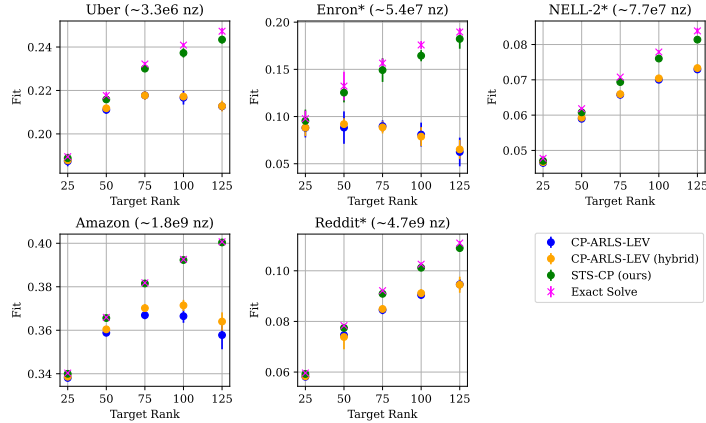 Uber (~3.3e6 nz)
Fit
0.24
0.22
0.20
25 50 75 100 125
Target Rank
Enron* (~5.4e7 nz)
Fit
0.20
0.15
0.10
0.05
25 50 75 100 125
Target Rank
NELL-2* (~7.7e7 nz)
Fit
0.08
0.07
0.06
0.05
25 50 75 100 125
Target Rank
Amazon (~1.8e9 nz)
Fit
0.40
0.38
0.36
0.34
25 50 75 100 125
Target Rank
Reddit* (~4.7e9 nz)
Fit
0.10
0.08
0.06
25 50 75 100 125
Target Rank
CP-ARLS-LEV
CP-ARLS-LEV (hybrid)
STS-CP (ours)
Exact Solve